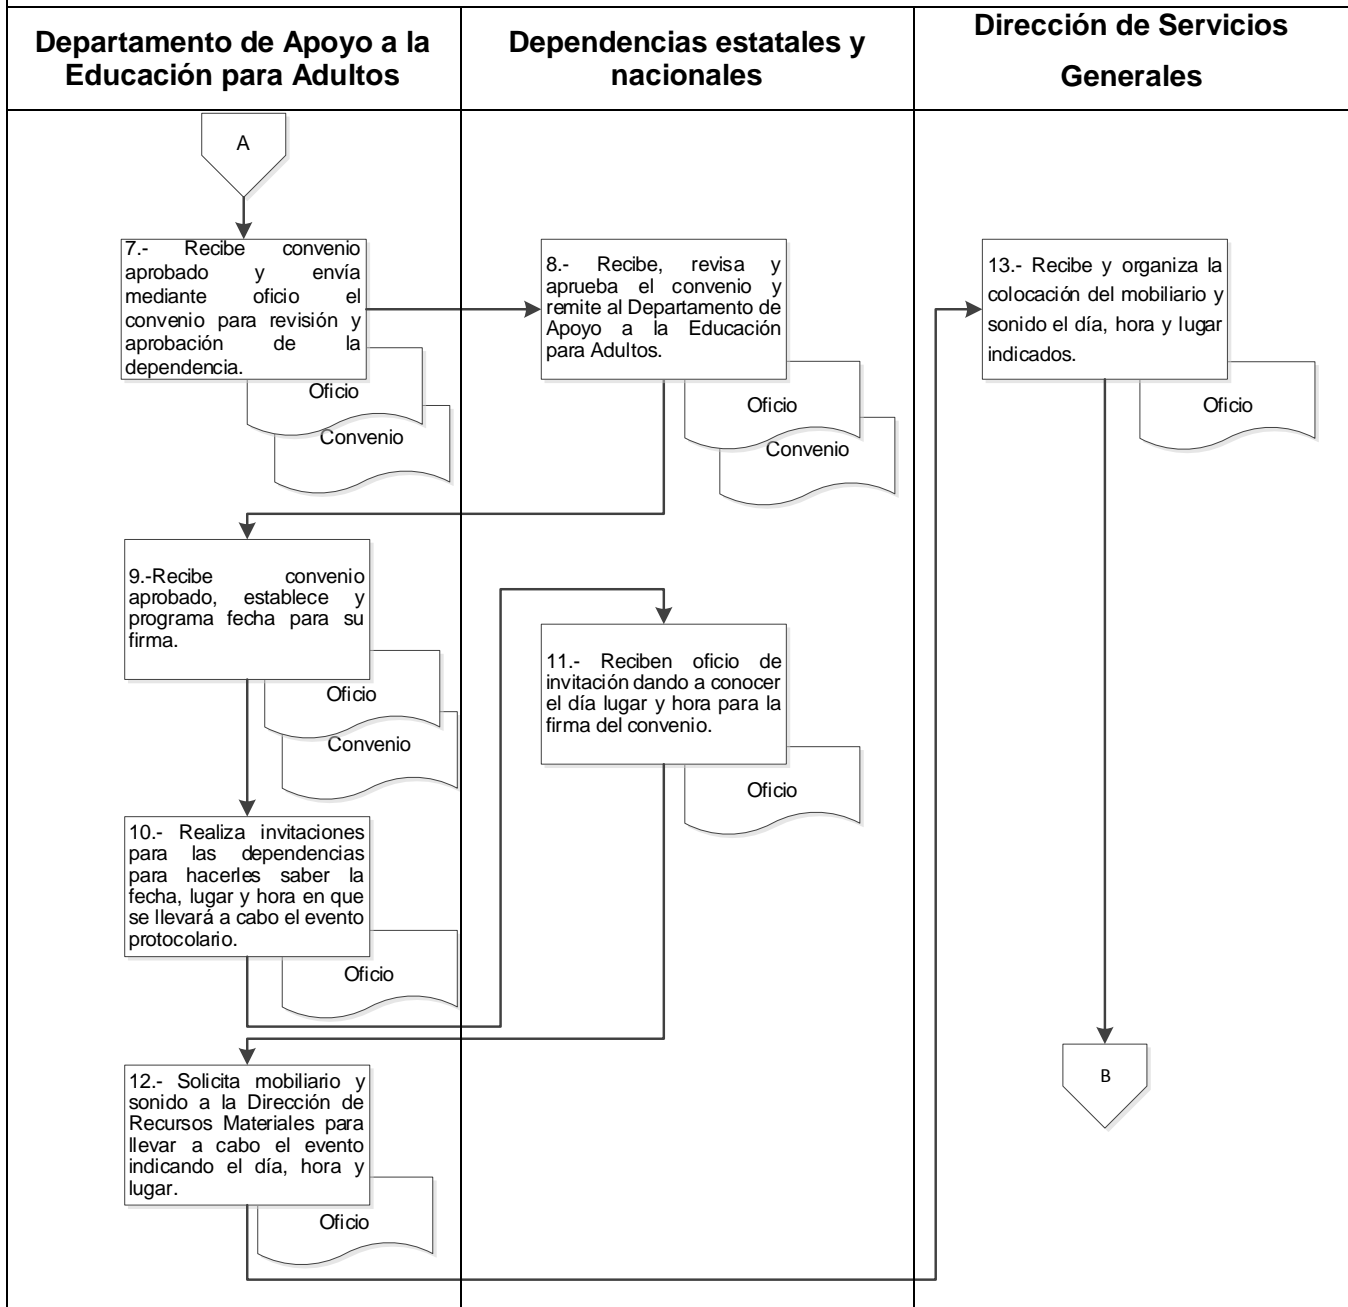 Departamento de Apoyo a la
Educación para Adultos
Dependencias estatales y
nacionales
Dirección de Servicios
Generales
A
7.- Recibe convenio
aprobado y envía
mediante oficio el
convenio para revisión y
aprobación de la
dependencia.
Oficio
Convenio
8.- Recibe, revisa y
aprueba el convenio y
remite al Departamento de
Apoyo a la Educación
para Adultos.
Oficio
Convenio
9.-Recibe convenio
aprobado, establece y
programa fecha para su
firma.
Oficio
Convenio
10.- Realiza invitaciones
para las dependencias
para hacerles saber la
fecha, lugar y hora en que
se llevará a cabo el evento
protocolario.
Oficio
11.- Reciben oficio de
invitación dando a conocer
el día lugar y hora para la
firma del convenio.
Oficio
12.- Solicita mobiliario y
sonido a la Dirección de
Recursos Materiales para
llevar a cabo el evento
indicando el día, hora y
lugar.
Oficio
13.- Recibe y organiza la
colocación del mobiliario y
sonido el día, hora y lugar
indicados.
Oficio
B